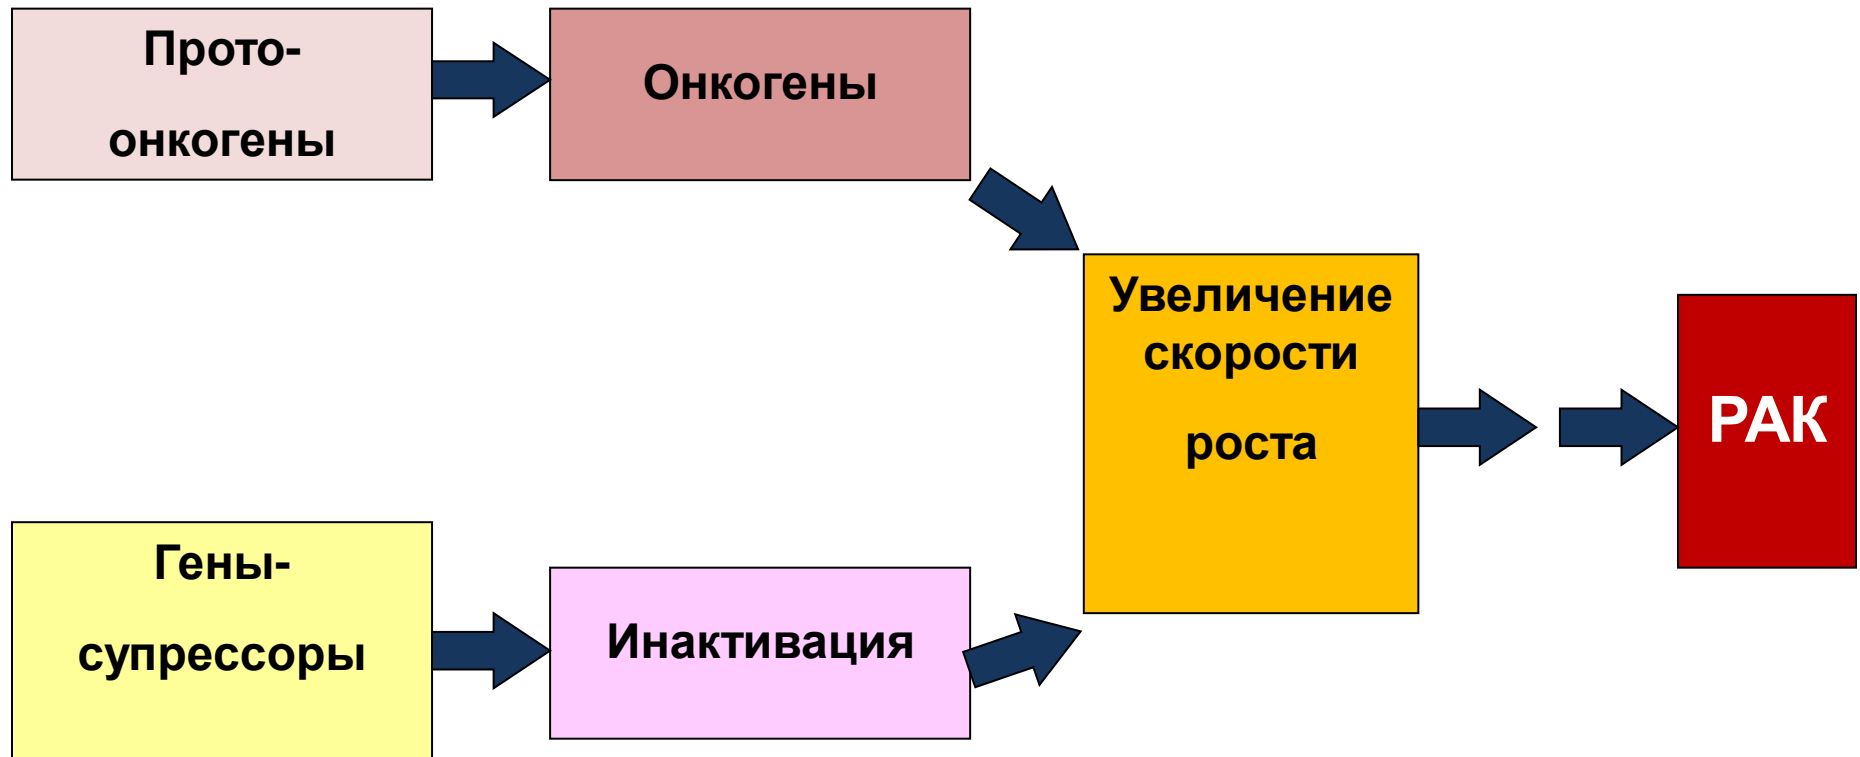 Прото-
онкогены
Онкогены
Увеличение
скорости
роста
РАК
Гены-
супрессоры
Инактивация